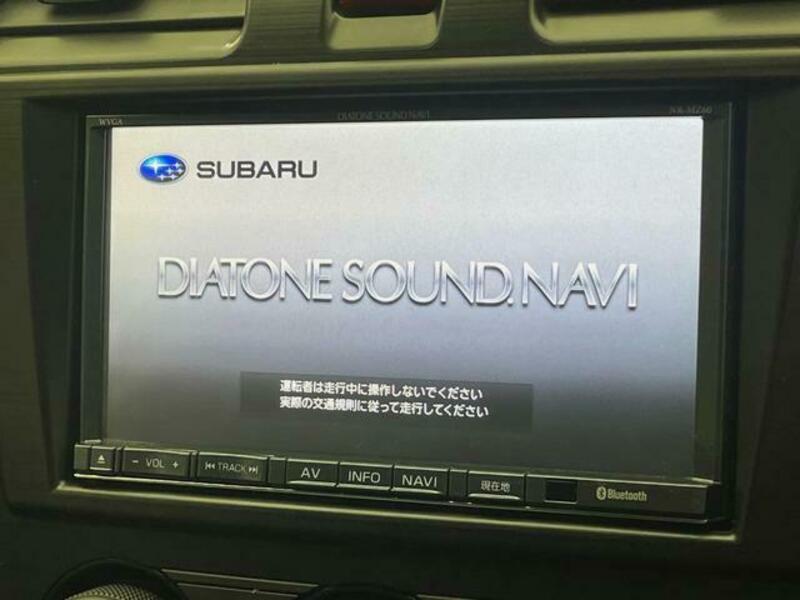 WVGA
DIATONE SOUND.NAVI
NR-MZ60
SUBARU
DIATONE SOUND.NAVI
運転者は走行中に操作しないでください
実際の交通規則に従って走行してください
- VOL +
TRACK
AV
INFO
NAVI
現在地
Bluetooth